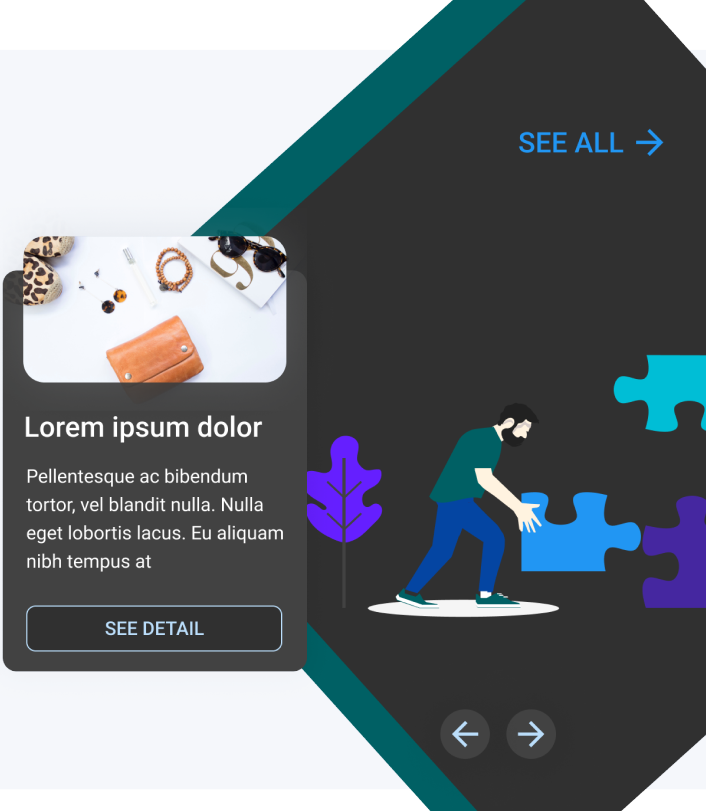 SEE ALL
Lorem ipsum dolor
Pellentesque ac bibendum
tortor, vel blandit nulla. Nulla
eget lobortis lacus. Eu aliquam
nibh tempus at
SEE DETAIL